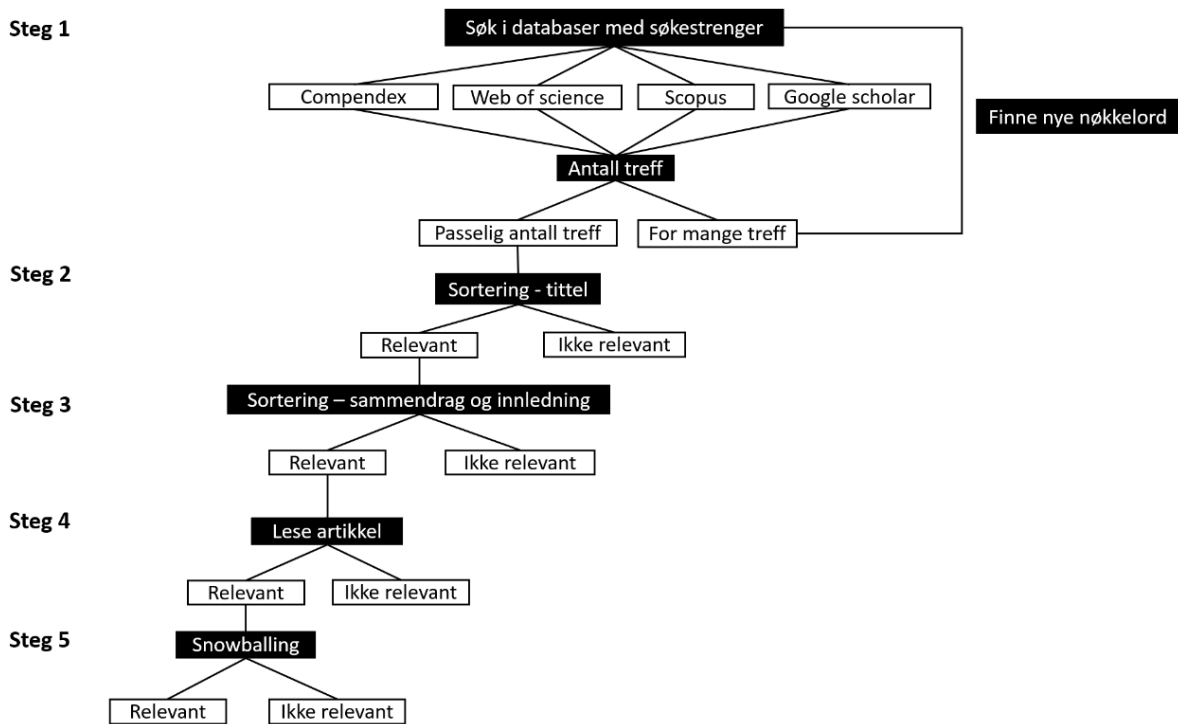 Steg 1
Søk i databaser med søkestrenger
Compendex
Web of science
Scopus
Google scholar
Finne nye nøkkelord
Antall treff
Passelig antall treff
For mange treff
Steg 2
Sortering - tittel
Relevant
Ikke relevant
Steg 3
Sortering – sammendrag og innledning
Relevant
Ikke relevant
Steg 4
Lese artikkel
Relevant
Ikke relevant
Steg 5
Snowballing
Relevant
Ikke relevant